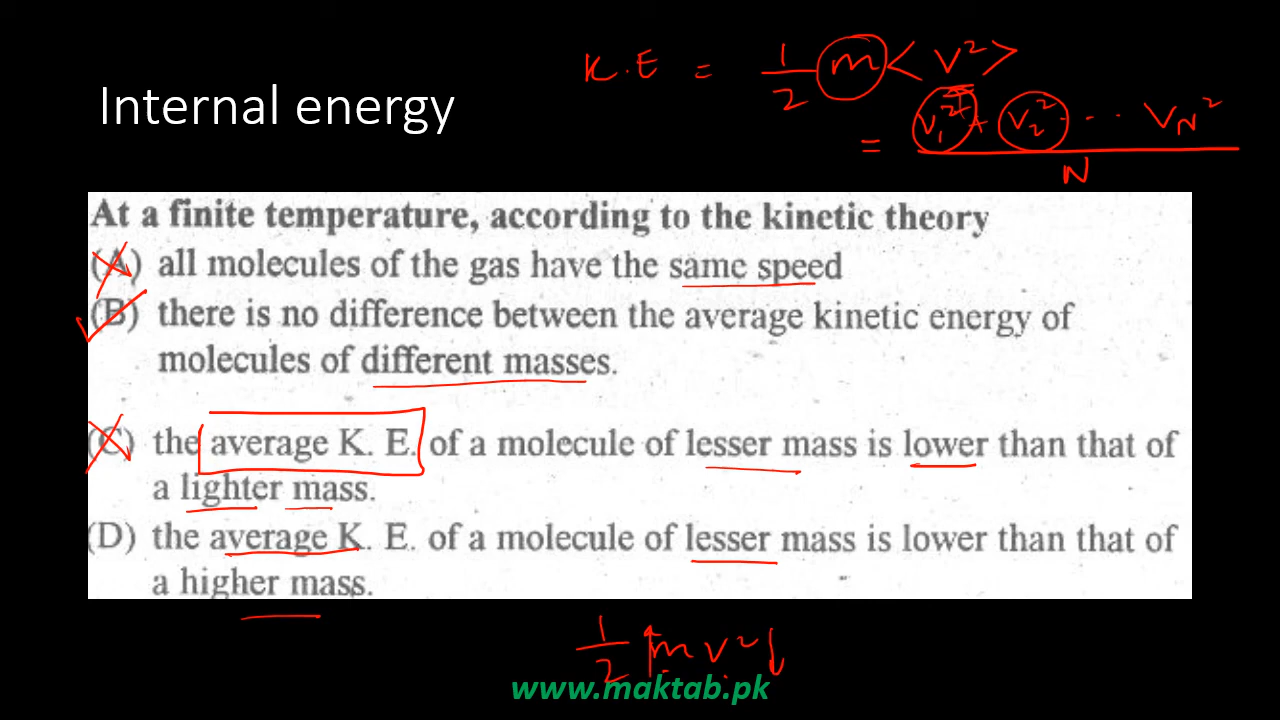 K.E = 1/2 m <v²>
= v₁² + v₂² ... vN² / N
Internal energy
At a finite temperature, according to the kinetic theory
(A) all molecules of the gas have the same speed
(B) there is no difference between the average kinetic energy of
molecules of different masses.
(C) the average K. E. of a molecule of lesser mass is lower than that of
a lighter mass.
(D) the average K. E. of a molecule of lesser mass is lower than that of
a higher mass.
1/2 ↑m v² ↓
www.maktab.pk